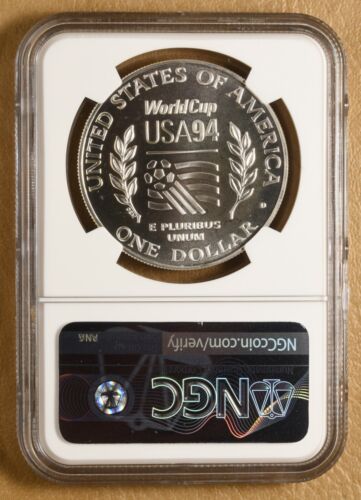 UNITED STATES OF AMERICA
WorldCup
USA94
E PLURIBUS
UNUM
ONE DOLLAR
NGCcoin.com/verify
NGC